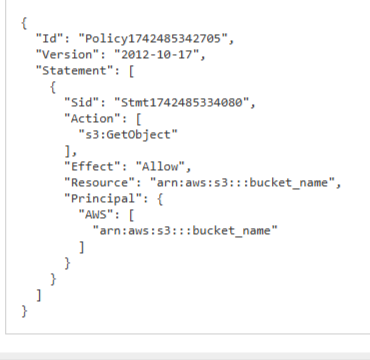 {
  "Id": "Policy1742485342705",
  "Version": "2012-10-17",
  "Statement": [
    {
      "Sid": "Stmt1742485334080",
      "Action": [
        "s3:GetObject"
      ],
      "Effect": "Allow",
      "Resource": "arn:aws:s3:::bucket_name",
      "Principal": {
        "AWS": [
          "arn:aws:s3:::bucket_name"
        ]
      }
    }
  ]
}